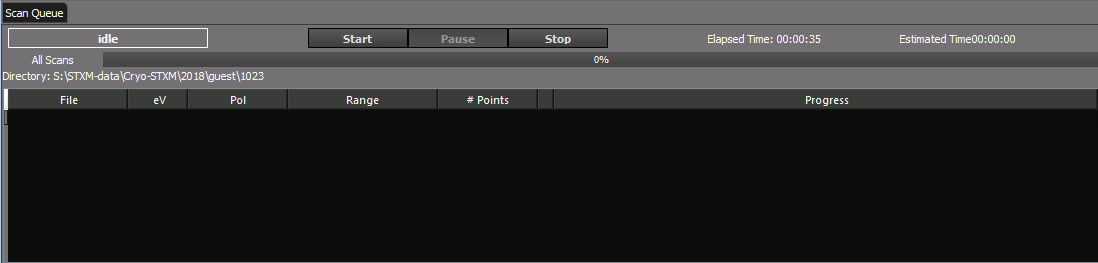 Scan Queue
idle Start Pause Stop Elapsed Time: 00:00:35 Estimated Time00:00:00
All Scans 0%
Directory: S:\STXM-data\Cryo-STXM\2018\guest\1023
File eV Pol Range # Points Progress